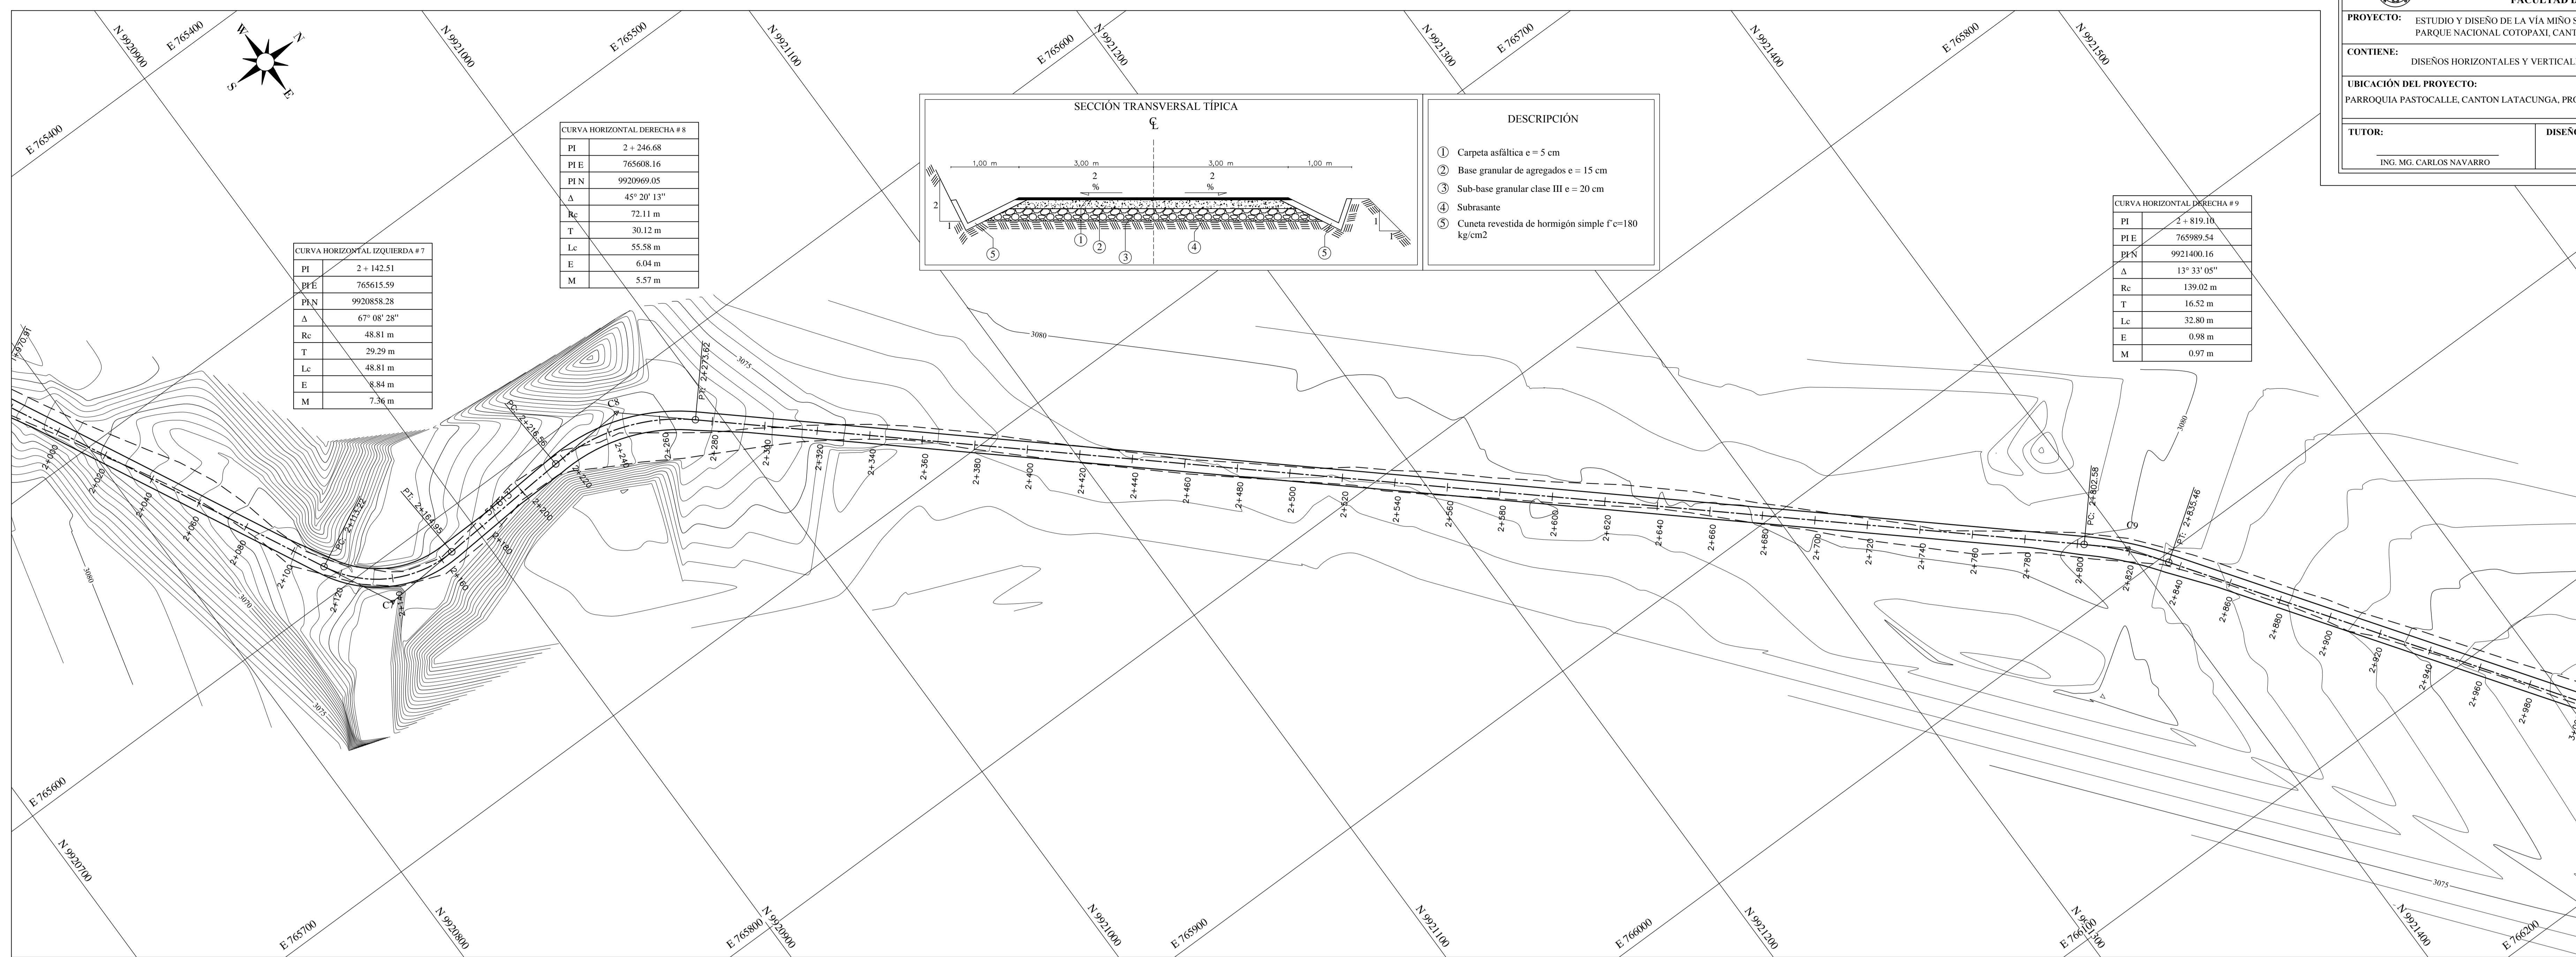 N 9920900
E 765400
N 9921000
E 765500
N 9921100
E 765600
N 9921200
N 9921300
E 765700
N 9921400
E 765800
N 9921500
E 765400
W
N
S
E
PROYECTO:
ESTUDIO Y DISEÑO DE LA VÍA MIÑO
PARQUE NACIONAL COTOPAXI,
CONTIENE:
DISEÑOS HORIZONTALES Y
UBICACIÓN DEL PROYECTO:
PARROQUIA PASTOCALLE, CANTON LATACUNGA,
TUTOR:
ING. MG. CARLOS NAVARRO
SECCIÓN TRANSVERSAL TÍPICA
1,00 m
3,00 m
3,00 m
1,00 m
2
%
2
%
2
1
1
1
5
1
2
3
4
5
DESCRIPCIÓN
1 Carpeta asfáltica e = 5 cm
2 Base granular de agregados e = 15 cm
3 Sub-base granular clase III e = 20 cm
4 Subrasante
5 Cuneta revestida de hormigón simple f´c=180
kg/cm2
CURVA HORIZONTAL IZQUIERDA # 7
PI 2 + 142.51
PI E 765615.59
PI N 9920858.28
Δ 67° 08' 28"
Rc 48.81 m
T 29.29 m
Lc 48.81 m
E 8.84 m
M 7.36 m
CURVA HORIZONTAL DERECHA # 8
PI 2 + 246.68
PI E 765608.16
PI N 9920969.05
Δ 45° 20' 13"
Rc 72.11 m
T 30.12 m
Lc 55.58 m
E 6.04 m
M 5.57 m
CURVA HORIZONTAL DERECHA # 9
PI 2 + 819.10
PI E 765989.54
PI N 9921400.16
Δ 13° 33' 05"
Rc 139.02 m
T 16.52 m
Lc 32.80 m
E 0.98 m
M 0.97 m
2+000
2+020
2+040
2+060
2+080
2+100
2+120
2+140
2+160
2+180
2+200
2+220
2+240
2+260
2+280
2+300
2+320
2+340
2+360
2+380
2+400
2+420
2+440
2+460
2+480
2+500
2+520
2+540
2+560
2+580
2+600
2+620
2+640
2+660
2+680
2+700
2+720
2+740
2+760
2+780
2+800
2+820
2+840
2+860
2+880
2+900
2+920
2+940
2+960
2+980
PC: 2+115.22
C7
PT: 2+164.95
PC: 2+216.56
C8
PT: 2+273.62
PC: 2+802.58
C9
PT: 2+835.46
3080
3070
3075
3075
3080
3080
3075
E 765600
N 9920700
E 765700
N 9920800
E 765800
N 9920900
N 9921000
E 765900
N 9921100
E 766000
N 9921200
E 766100
N 9921400
E 766200